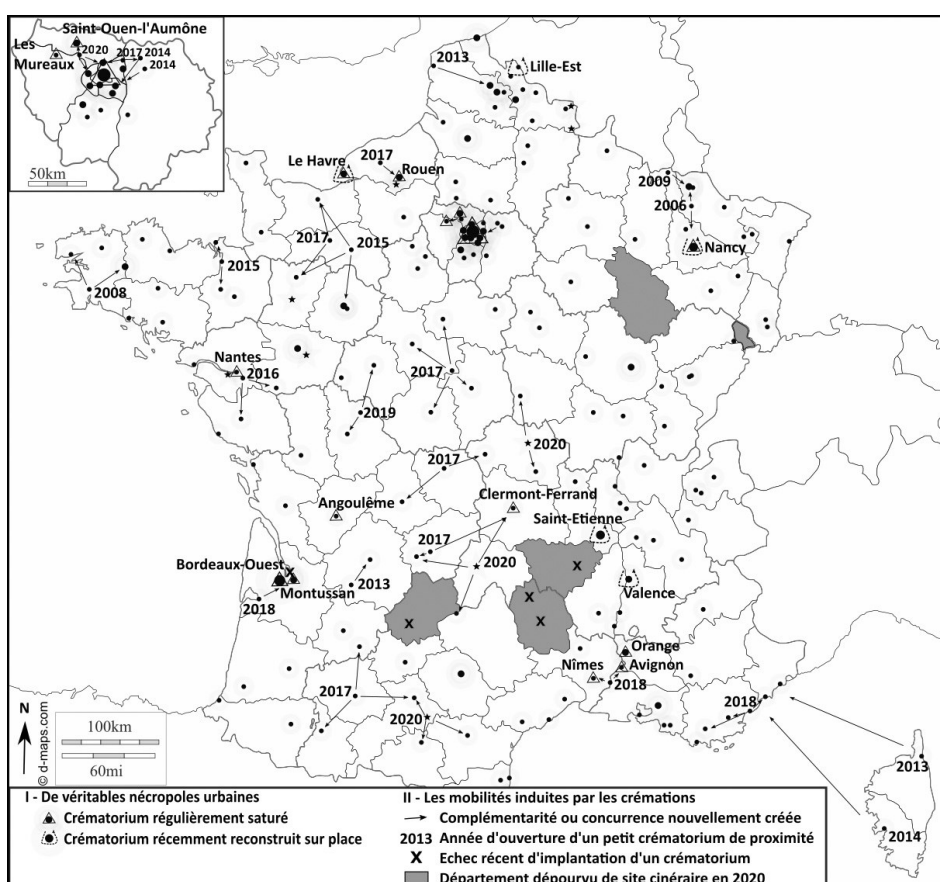 Saint-Ouen-l'Aumône
Les
Mureaux
2020
2017
2014
2014
50km
2013
Lille-Est
2017
Le Havre
Rouen
2009
2006
Nancy
2017
2015
2015
2008
Nantes
2016
2017
2019
2020
2017
Angoulême
Clermont-Ferrand
Saint-Etienne
2017
2020
Bordeaux-Ouest
X
2013
X
X
Montussan
2018
X
X
Valence
Orange
Nîmes
Avignon
2018
2017
2018
2020
2013
2014
N
100km
60mi
© d-maps.com
I - De véritables nécropoles urbaines
Crématorium régulièrement saturé
Crématorium récemment reconstruit sur place
II - Les mobilités induites par les crémations
Complémentarité ou concurrence nouvellement créée
2013 Année d'ouverture d'un petit crématorium de proximité
X Echec récent d'implantation d'un crématorium
Département dépourvu de site cinéraire en 2020